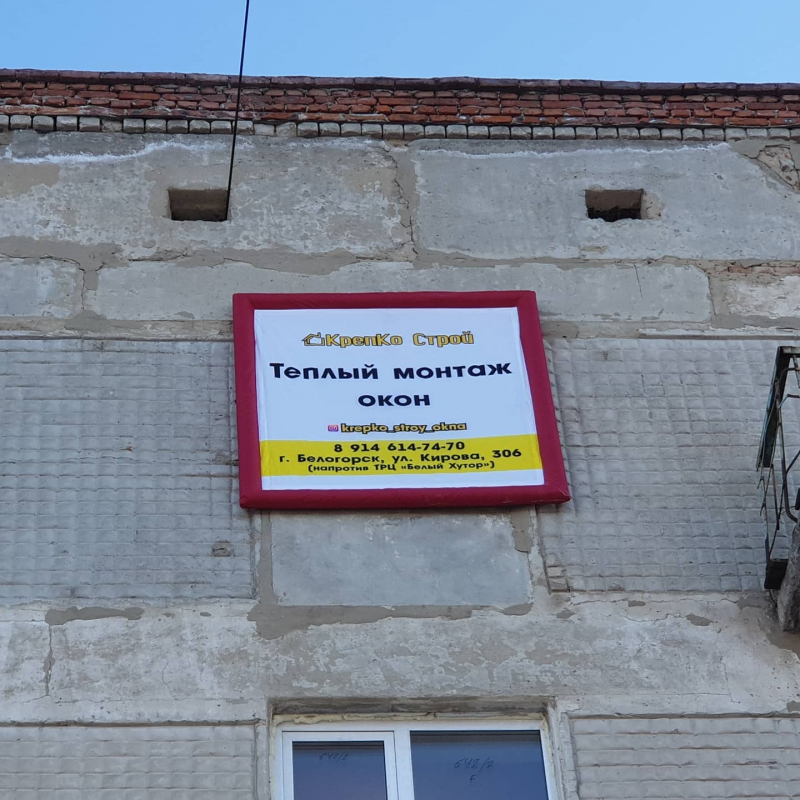 КрепКо Строй
Теплый монтаж
окон
krepko_stroy_okna
8 914 614-74-70
г. Белогорск, ул. Кирова, 306
(напротив ТРЦ «Белый Хутор»)